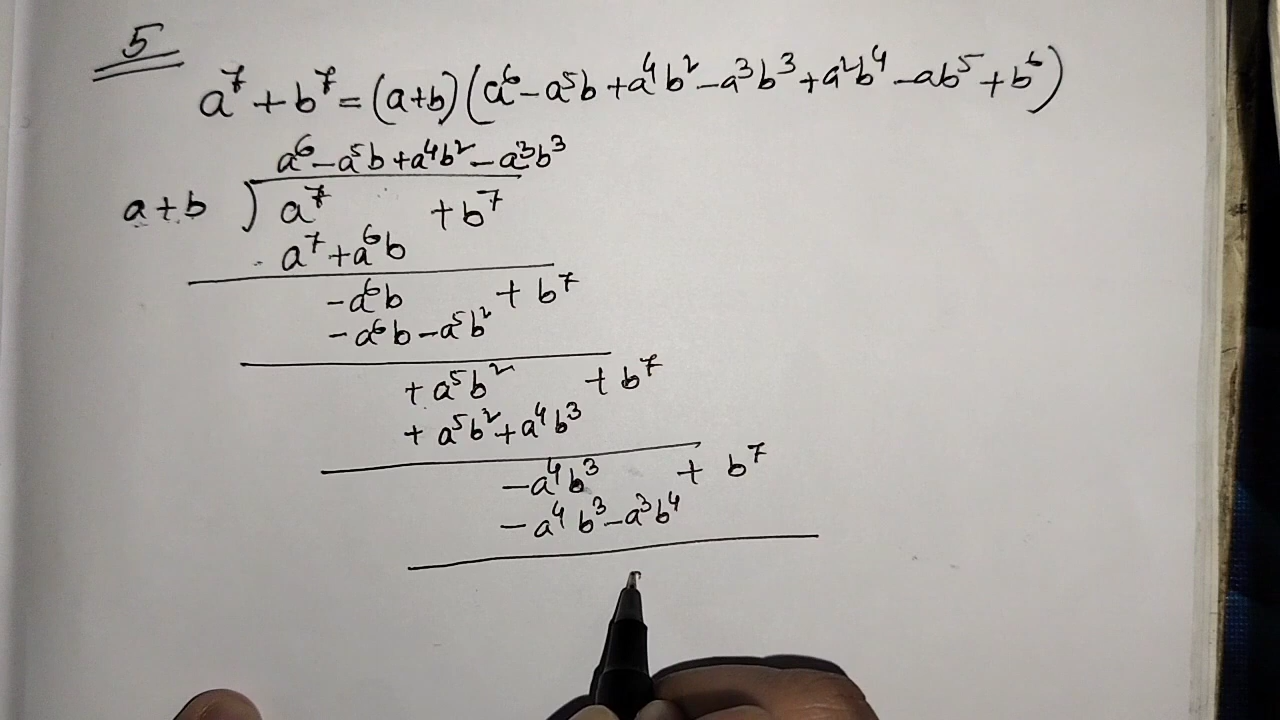 5
a⁷ + b⁷ = (a+b)(a⁶ - a⁵b + a⁴b² - a³b³ + a²b⁴ - ab⁵ + b⁶)
a⁶ - a⁵b + a⁴b² - a³b³
a + b ) a⁷ + b⁷
a⁷ + a⁶b
- a⁶b + b⁷
- a⁶b - a⁵b²
+ a⁵b² + b⁷
+ a⁵b² + a⁴b³
- a⁴b³ + b⁷
- a⁴b³ - a³b⁴